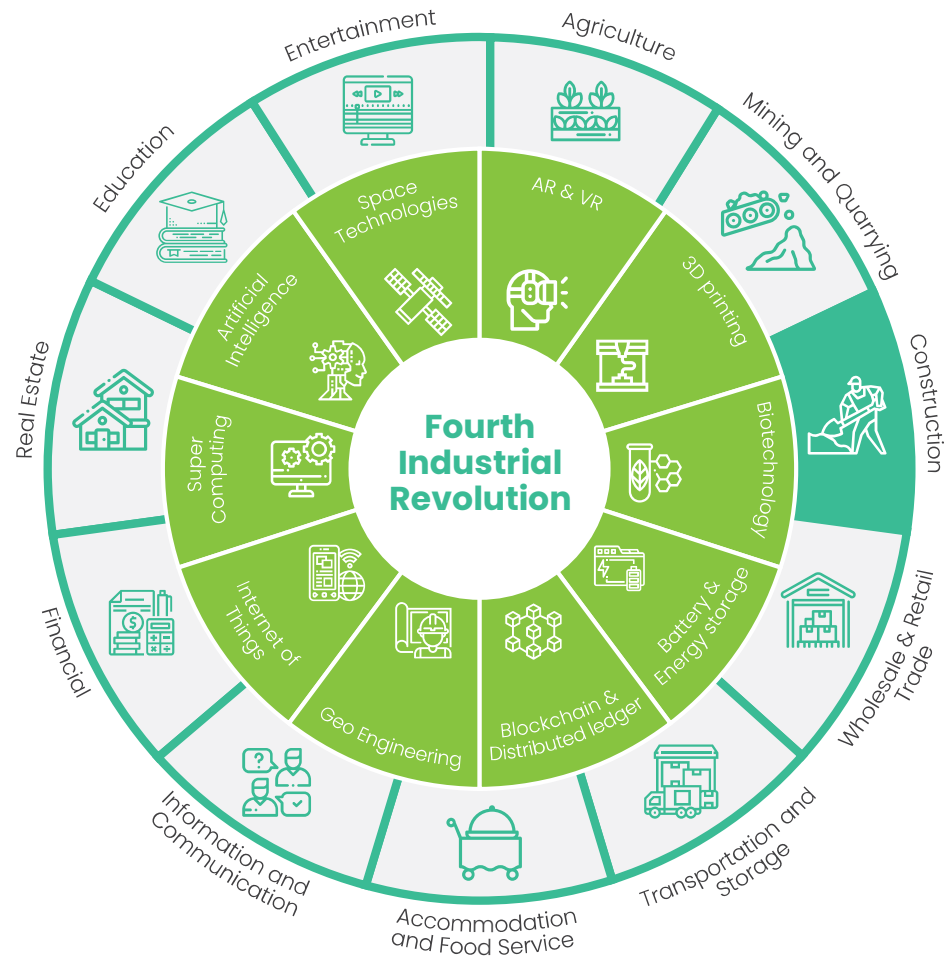 Fourth
Industrial
Revolution
AR & VR
3D printing
Biotechnology
Battery &
Energy storage
Blockchain &
Distributed ledger
Geo Engineering
Internet of
Things
Super
Computing
Artificial
Intelligence
Space
Technologies
Agriculture
Mining and Quarrying
Construction
Wholesale & Retail
Trade
Transportation and
Storage
Accommodation
and Food Service
Information and
Communication
Financial
Real Estate
Education
Entertainment
?
$